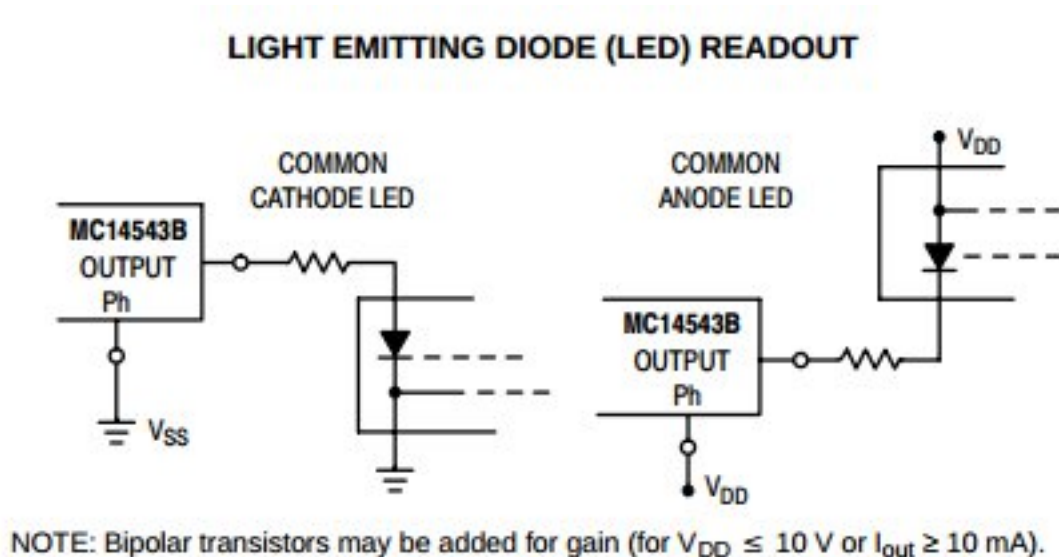 LIGHT EMITTING DIODE (LED) READOUT
COMMON
CATHODE LED
MC14543B
OUTPUT
Ph
VSS
COMMON
ANODE LED
VDD
MC14543B
OUTPUT
Ph
VDD
NOTE: Bipolar transistors may be added for gain (for VDD ≤ 10 V or Iout ≥ 10 mA).